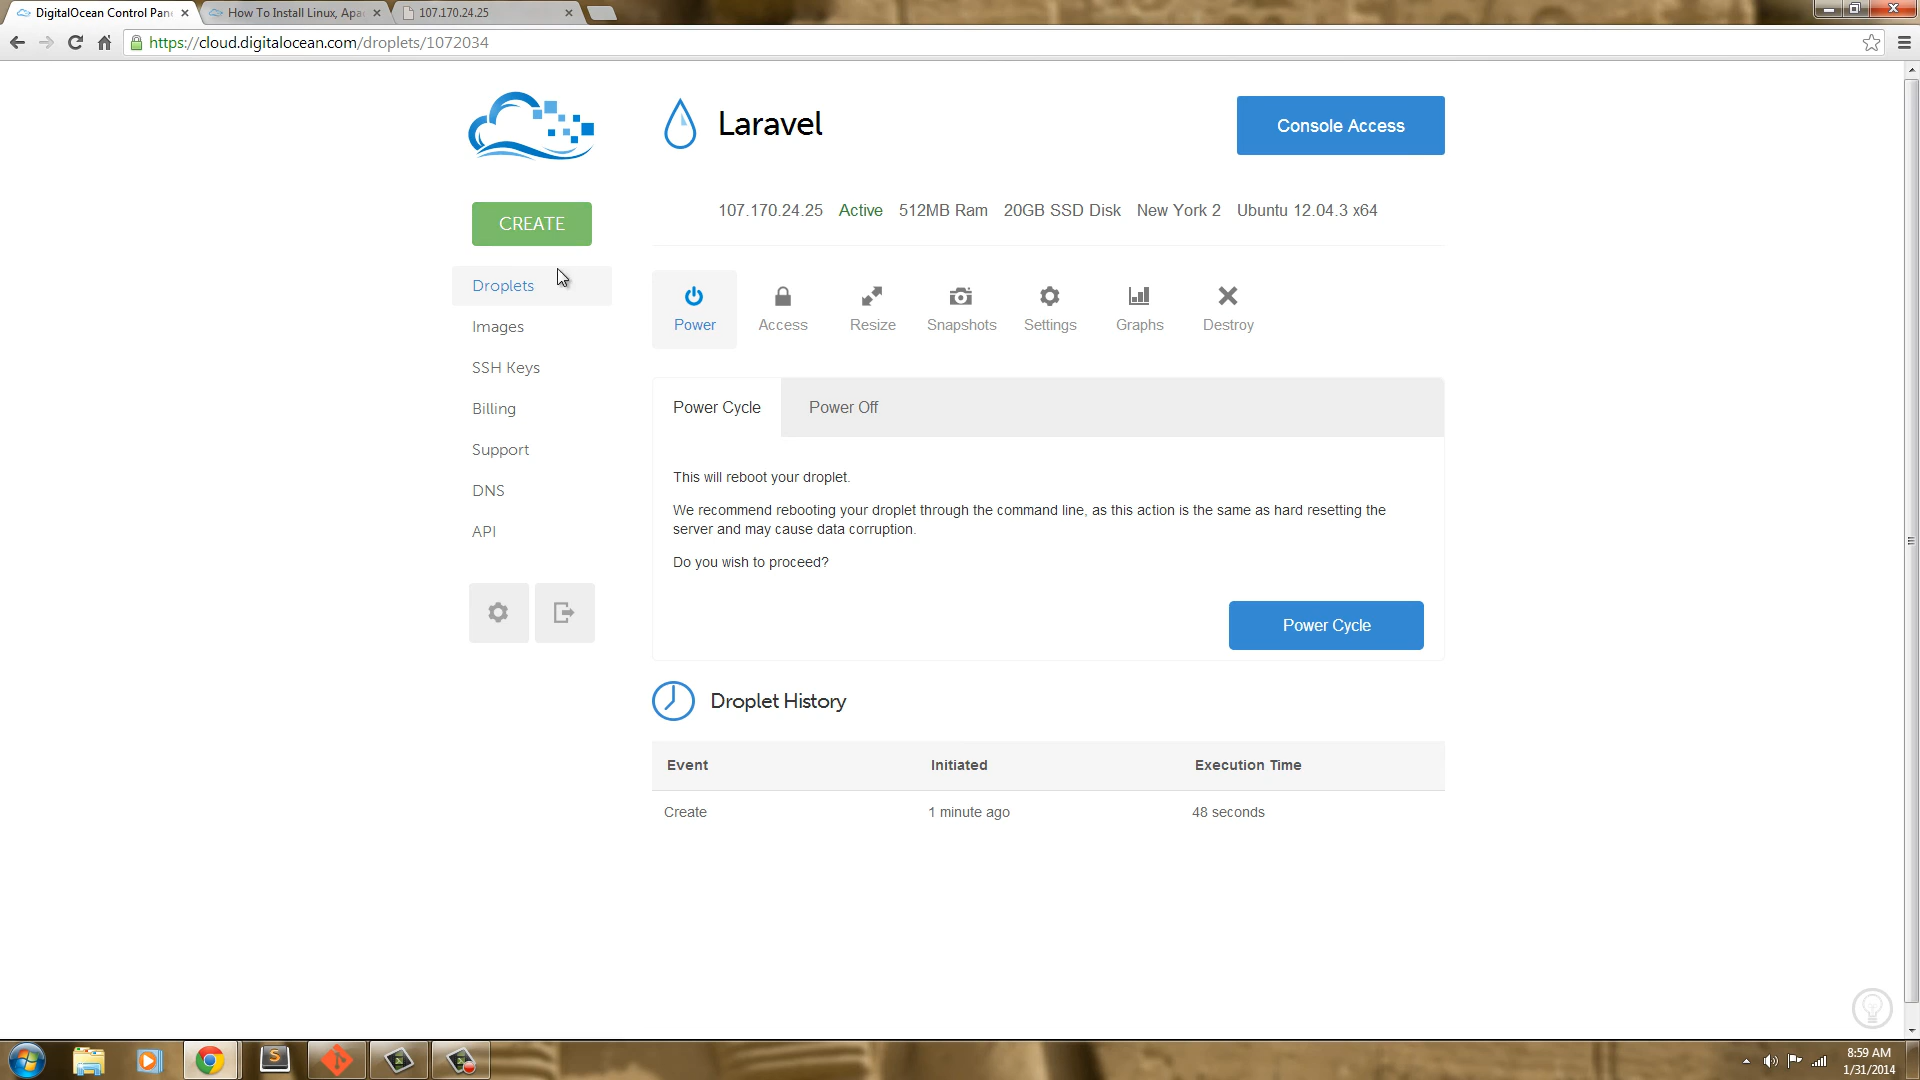 DigitalOcean Control Pan
How To Install Linux, Apa
107.170.24.25
https://cloud.digitalocean.com/droplets/1072034
Laravel
Console Access
107.170.24.25 Active 512MB Ram 20GB SSD Disk New York 2 Ubuntu 12.04.3 x64
CREATE
Droplets
Images
SSH Keys
Billing
Support
DNS
API
Power
Access
Resize
Snapshots
Settings
Graphs
Destroy
Power Cycle
Power Off
This will reboot your droplet.
We recommend rebooting your droplet through the command line, as this action is the same as hard resetting the
server and may cause data corruption.
Do you wish to proceed?
Power Cycle
Droplet History
Event Initiated Execution Time
Create 1 minute ago 48 seconds
8:59 AM
1/31/2014